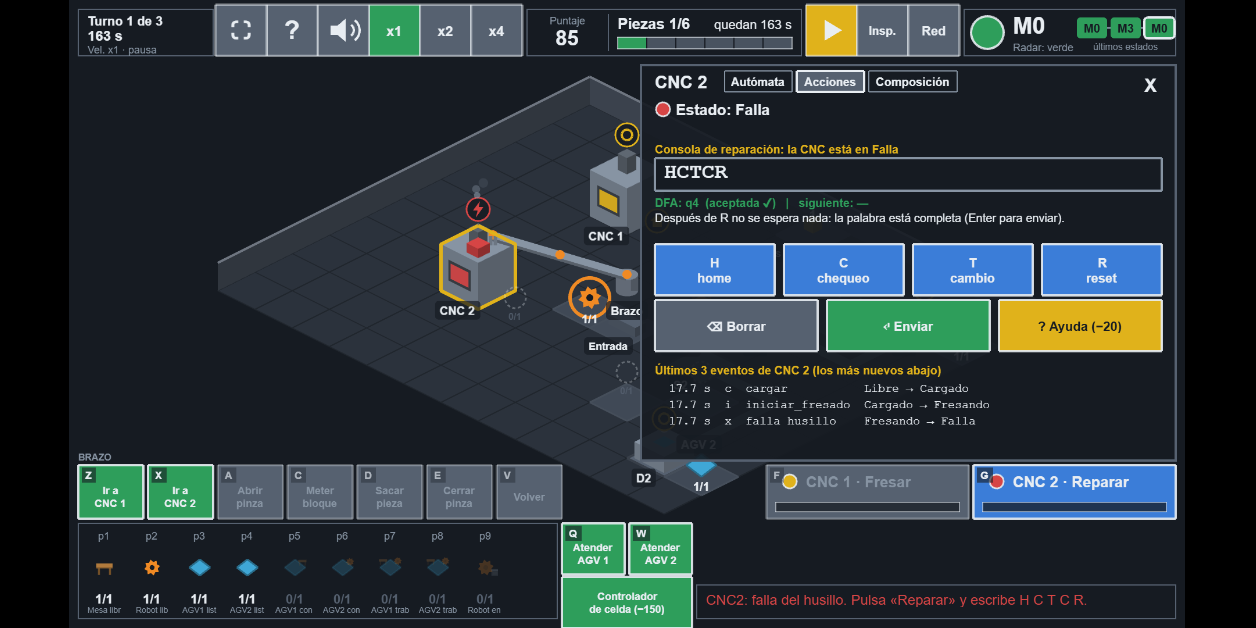 Turno 1 de 3
163 s
Vel. x1 · pausa
?
x1
x2
x4
Puntaje
85
Piezas 1/6
quedan 163 s
Insp.
Red
M0
Radar: verde
M0
M3
M0
últimos estados
CNC 2
Autómata
Acciones
Composición
X
Estado: Falla
Consola de reparación: la CNC está en Falla
HCTCR
DFA: q4 (aceptada ✓) | siguiente: —
Después de R no se espera nada: la palabra está completa (Enter para enviar).
H
home
C
chequeo
T
cambio
R
reset
⌫ Borrar
↵ Enviar
? Ayuda (−20)
Últimos 3 eventos de CNC 2 (los más nuevos abajo)
17.7 s c cargar Libre → Cargado
17.7 s i iniciar_fresado Cargado → Fresando
17.7 s x falla husillo Fresando → Falla
CNC 1
CNC 2
0/1
1/1
Brazo
Entrada
0/1
AGV 2
D2
1/1
BRAZO
Z
Ir a
CNC 1
X
Ir a
CNC 2
A
Abrir
pinza
C
Meter
bloque
D
Sacar
pieza
E
Cerrar
pinza
V
Volver
F
CNC 1 · Fresar
G
CNC 2 · Reparar
p1 p2 p3 p4 p5 p6 p7 p8 p9
1/1 1/1 1/1 1/1 0/1 0/1 0/1 0/1 0/1
Mesa libr Robot lib AGV1 list AGV2 list AGV1 con AGV2 con AGV1 trab AGV2 trab Robot en
Q
Atender
AGV 1
W
Atender
AGV 2
Controlador
de celda (−150)
CNC2: falla del husillo. Pulsa «Reparar» y escribe H C T C R.